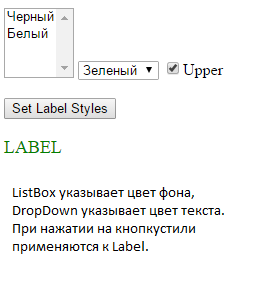 Черный
Белый
Зеленый
Upper
Set Label Styles
LABEL
ListBox указывает цвет фона,
DropDown указывает цвет текста.
При нажатии на кнопкустили
применяются к Label.